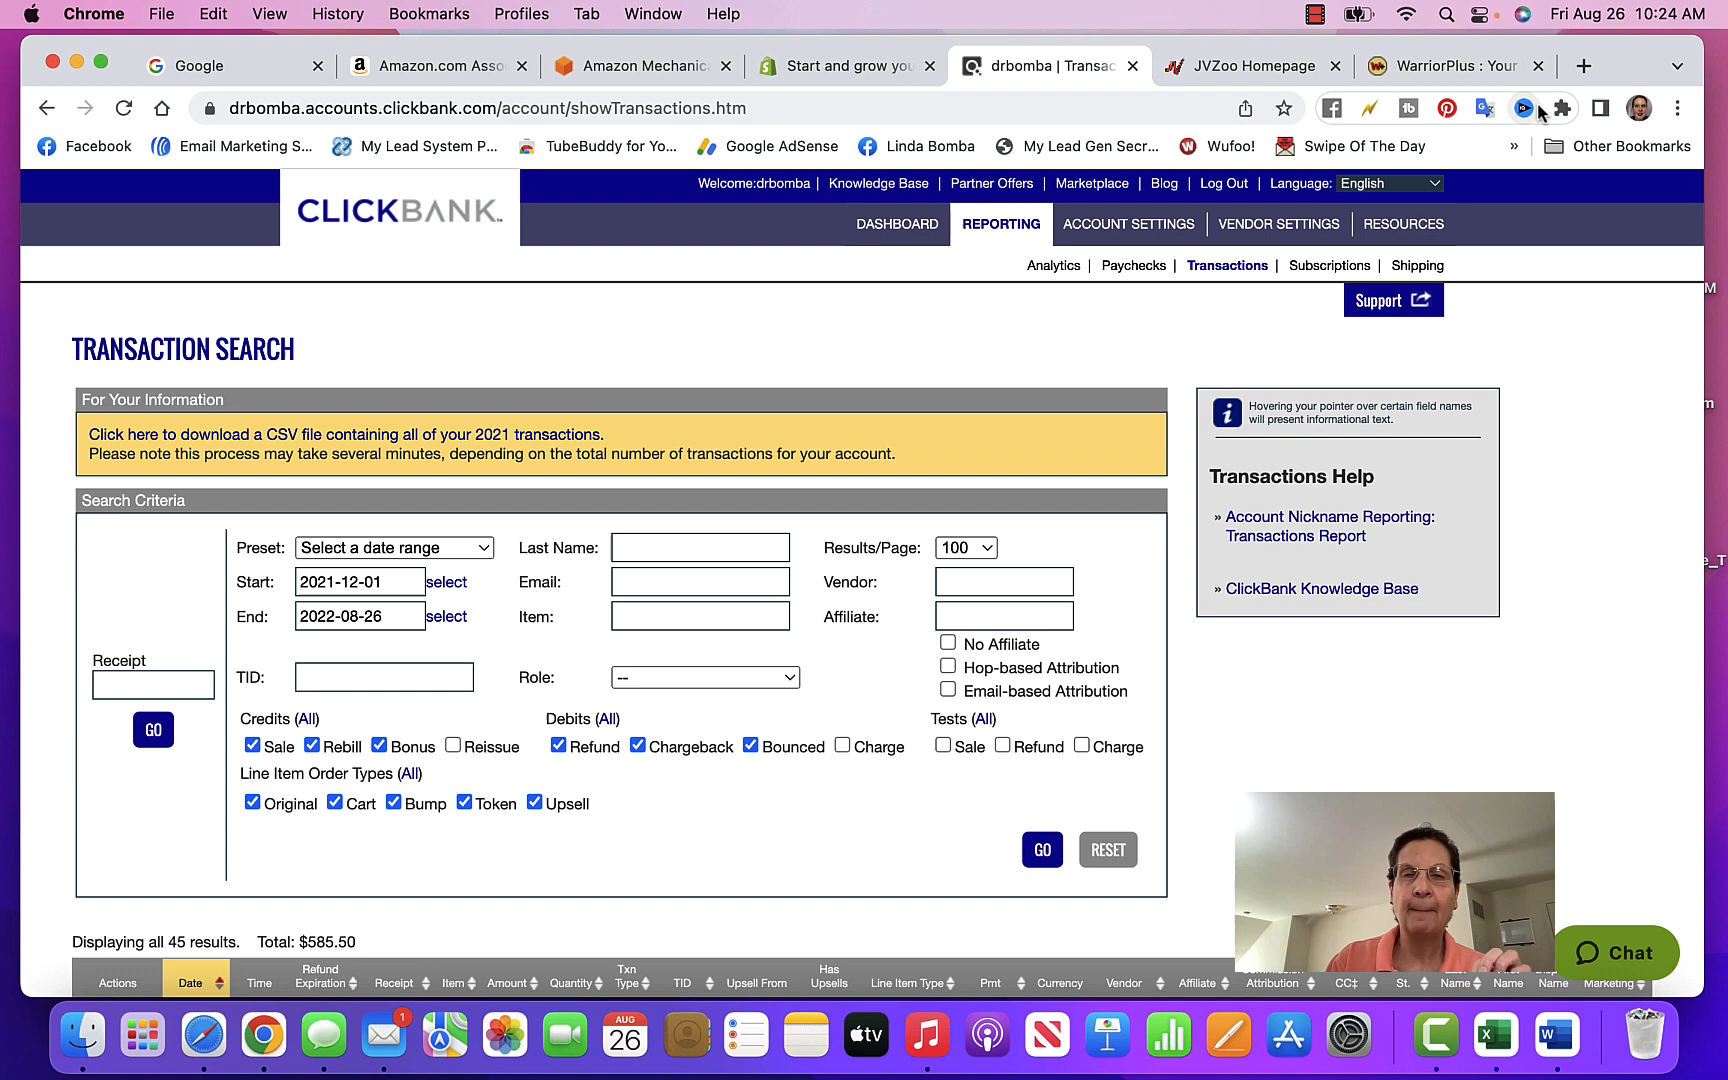 Chrome File Edit View History Bookmarks Profiles Tab Window Help Fri Aug 26 10:24 AM
Google Amazon.com Asso Amazon Mechanica Start and grow you drbomba | Transac JVZoo Homepage WarriorPlus : Your
drbomba.accounts.clickbank.com/account/showTransactions.htm
Facebook Email Marketing S... My Lead System P... TubeBuddy for Yo... Google AdSense Linda Bomba My Lead Gen Secr... Wufoo! Swipe Of The Day » Other Bookmarks
Welcome:drbomba | Knowledge Base | Partner Offers | Marketplace | Blog | Log Out | Language: English
CLICKBANK
DASHBOARD REPORTING ACCOUNT SETTINGS VENDOR SETTINGS RESOURCES
Analytics | Paychecks | Transactions | Subscriptions | Shipping
Support
TRANSACTION SEARCH
For Your Information
Click here to download a CSV file containing all of your 2021 transactions.
Please note this process may take several minutes, depending on the total number of transactions for your account.
Hovering your pointer over certain field names
will present informational text.
Transactions Help
» Account Nickname Reporting:
Transactions Report
» ClickBank Knowledge Base
Search Criteria
Preset: Select a date range Last Name: Results/Page: 100
Start: 2021-12-01 select Email: Vendor:
End: 2022-08-26 select Item: Affiliate:
No Affiliate
Hop-based Attribution
Email-based Attribution
Receipt
GO
TID: Role: --
Credits (All) Debits (All) Tests (All)
Sale Rebill Bonus Reissue Refund Chargeback Bounced Charge Sale Refund Charge
Line Item Order Types (All)
Original Cart Bump Token Upsell
GO RESET
Chat
Displaying all 45 results. Total: $585.50
Actions Date Time Refund Expiration Receipt Item Amount Quantity Txn Type TID Upsell From Has Upsells Line Item Type Pmt Currency Vendor Affiliate Attribution CC‡ St. Name Name Name Marketing
1
AUG
26
tv